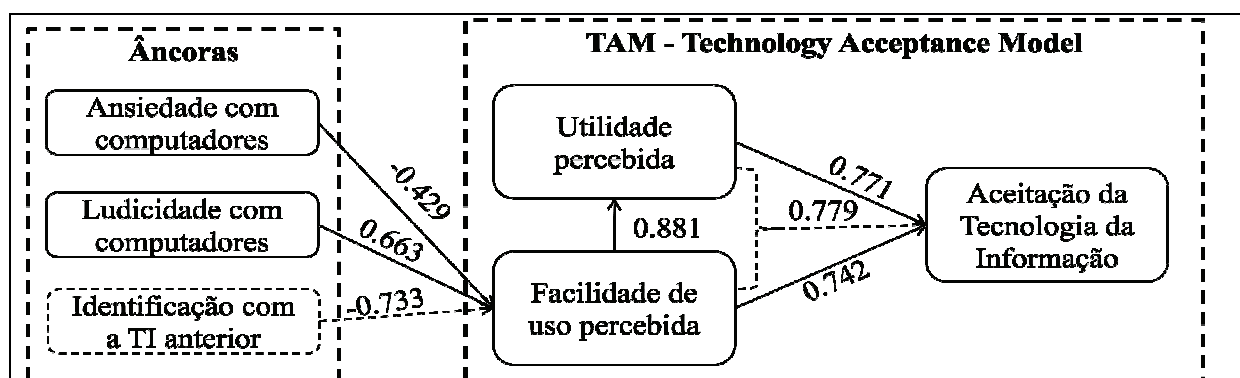 Âncoras
Ansiedade com
computadores
Ludicidade com
computadores
Identificação com
a TI anterior
-0.429
0.663
-0.733
TAM - Technology Acceptance Model
Utilidade
percebida
0.881
Facilidade de
uso percebida
0.771
0.779
0.742
Aceitação da
Tecnologia da
Informação